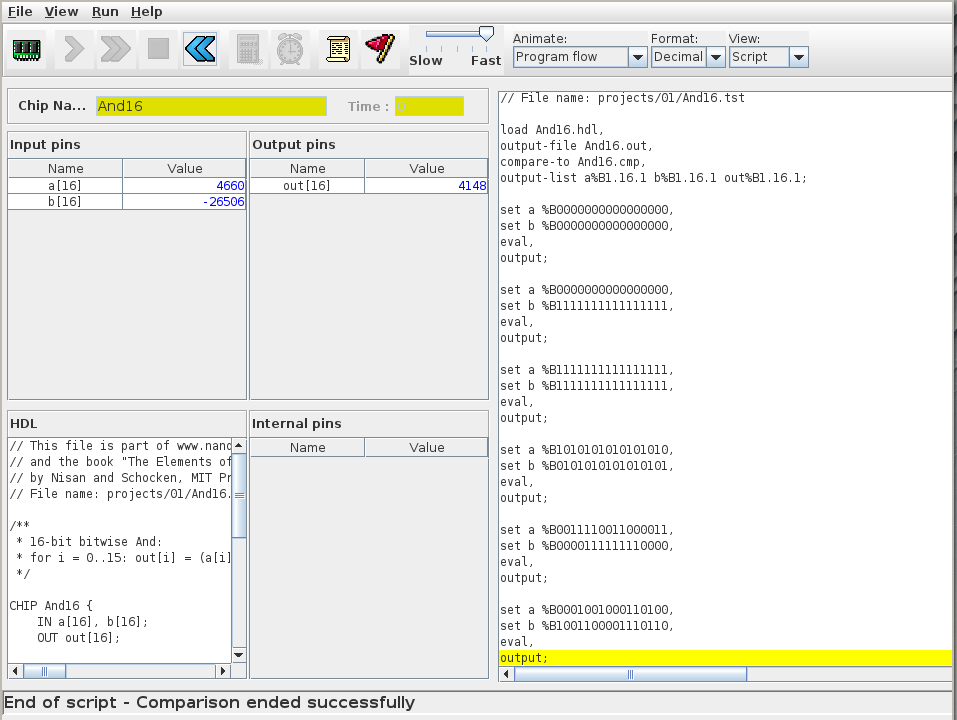 File View Run Help
Slow Fast
Animate:
Program flow
Format:
Decimal
View:
Script
Chip Na... And16 Time : 0
Input pins
Name Value
a[16] 4660
b[16] -26506
Output pins
Name Value
out[16] 4148
HDL
// This file is part of www.nand
// and the book "The Elements of
// by Nisan and Schocken, MIT Pr
// File name: projects/01/And16.
/**
* 16-bit bitwise And:
* for i = 0..15: out[i] = (a[i]
*/
CHIP And16 {
IN a[16], b[16];
OUT out[16];
Internal pins
Name Value
// File name: projects/01/And16.tst
load And16.hdl,
output-file And16.out,
compare-to And16.cmp,
output-list a%B1.16.1 b%B1.16.1 out%B1.16.1;
set a %B0000000000000000,
set b %B0000000000000000,
eval,
output;
set a %B0000000000000000,
set b %B1111111111111111,
eval,
output;
set a %B1111111111111111,
set b %B1111111111111111,
eval,
output;
set a %B1010101010101010,
set b %B0101010101010101,
eval,
output;
set a %B0011110011000011,
set b %B0000111111110000,
eval,
output;
set a %B0001001000110100,
set b %B1001100001110110,
eval,
output;
End of script - Comparison ended successfully